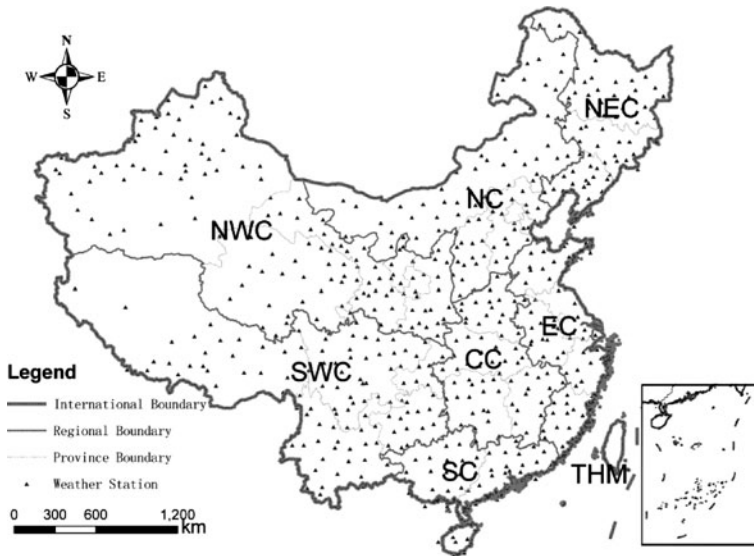 N
W E
S
NEC
NC
NWC
EC
CC
SWC
SC
THM
Legend
International Boundary
Regional Boundary
Province Boundary
Weather Station
0 300 600 1,200
km